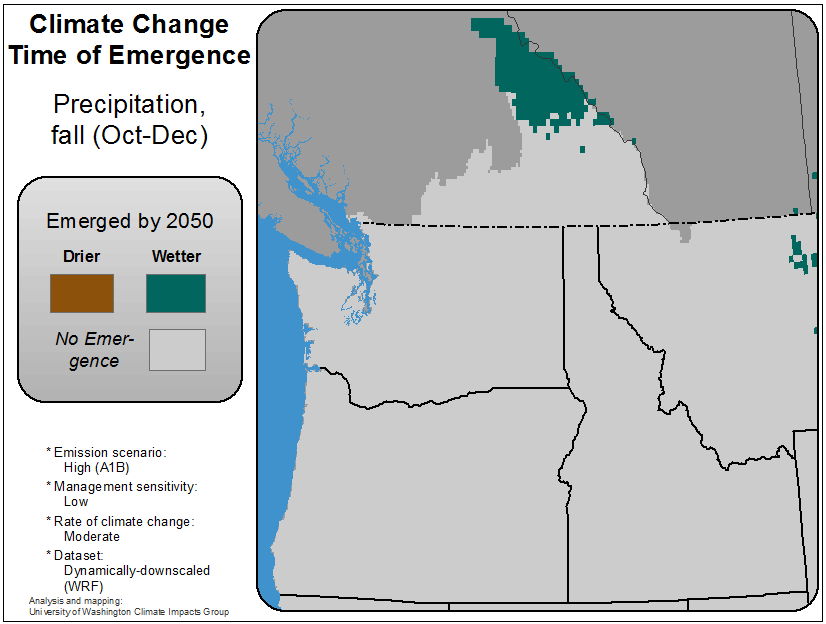 Climate Change
Time of Emergence
Precipitation,
fall (Oct-Dec)
Emerged by 2050
Drier
Wetter
No Emer-
gence
* Emission scenario:
High (A1B)
* Management sensitivity:
Low
* Rate of climate change:
Moderate
* Dataset:
Dynamically-downscaled
(WRF)
Analysis and mapping:
University of Washington Climate Impacts Group